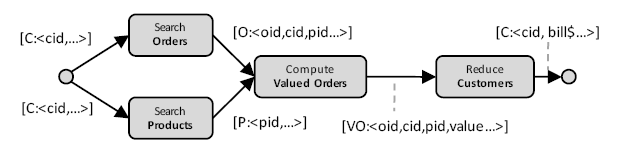 [C:<cid,...>]
Search
Orders
[O:<oid,cid,pid...>]
[C:<cid, bill$...>]
Compute
Valued Orders
Reduce
Customers
[C:<cid,...>]
Search
Products
[P:<pid,...>]
[VO:<oid,cid,pid,value...>]